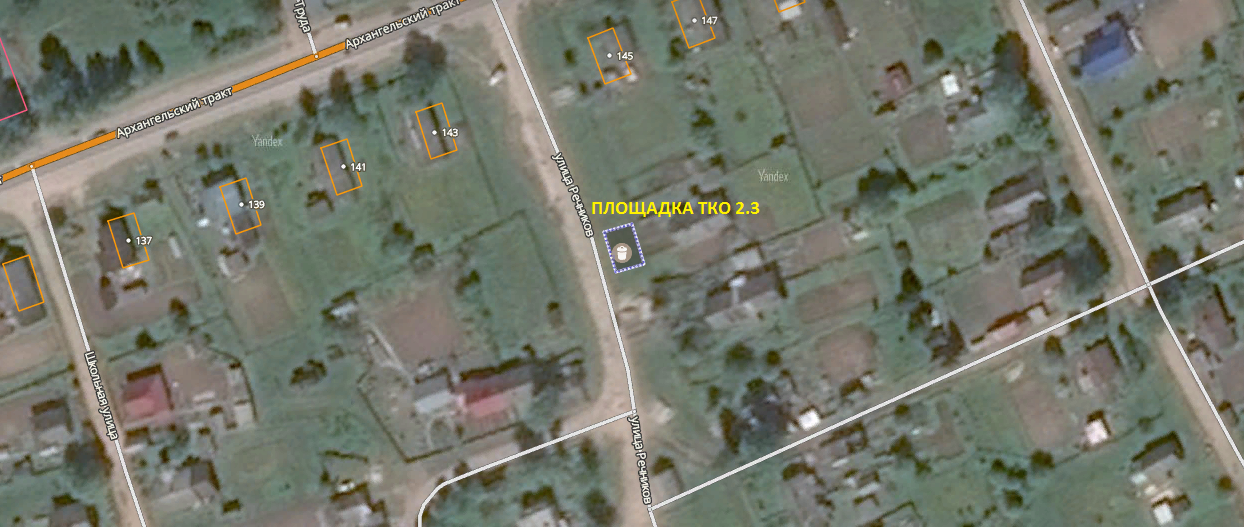 труда
Архангельский тракт
147
145
Архангельский тракт
143
Yandex
141
улица Речников
Yandex
139
ПЛОЩАДКА ТКО 2.3
137
Школьная улица
улица Речников